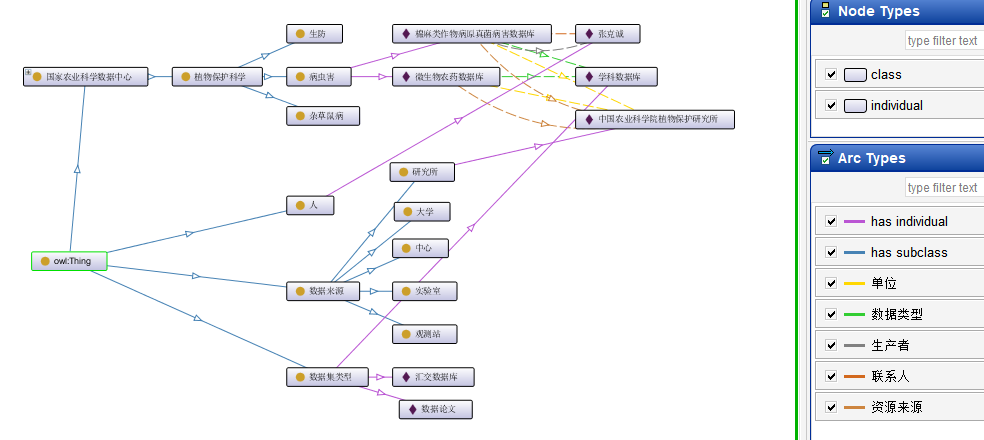 生防
棉麻类作物病原真菌病害数据库
张克诚
国家农业科学数据中心
植物保护科学
病虫害
微生物农药数据库
学科数据库
杂草鼠病
中国农业科学院植物保护研究所
研究所
人
大学
中心
owl:Thing
数据来源
实验室
观测站
数据集类型
汇交数据库
数据论文
Node Types
type filter text
class
individual
Arc Types
type filter text
has individual
has subclass
单位
数据类型
生产者
联系人
资源来源